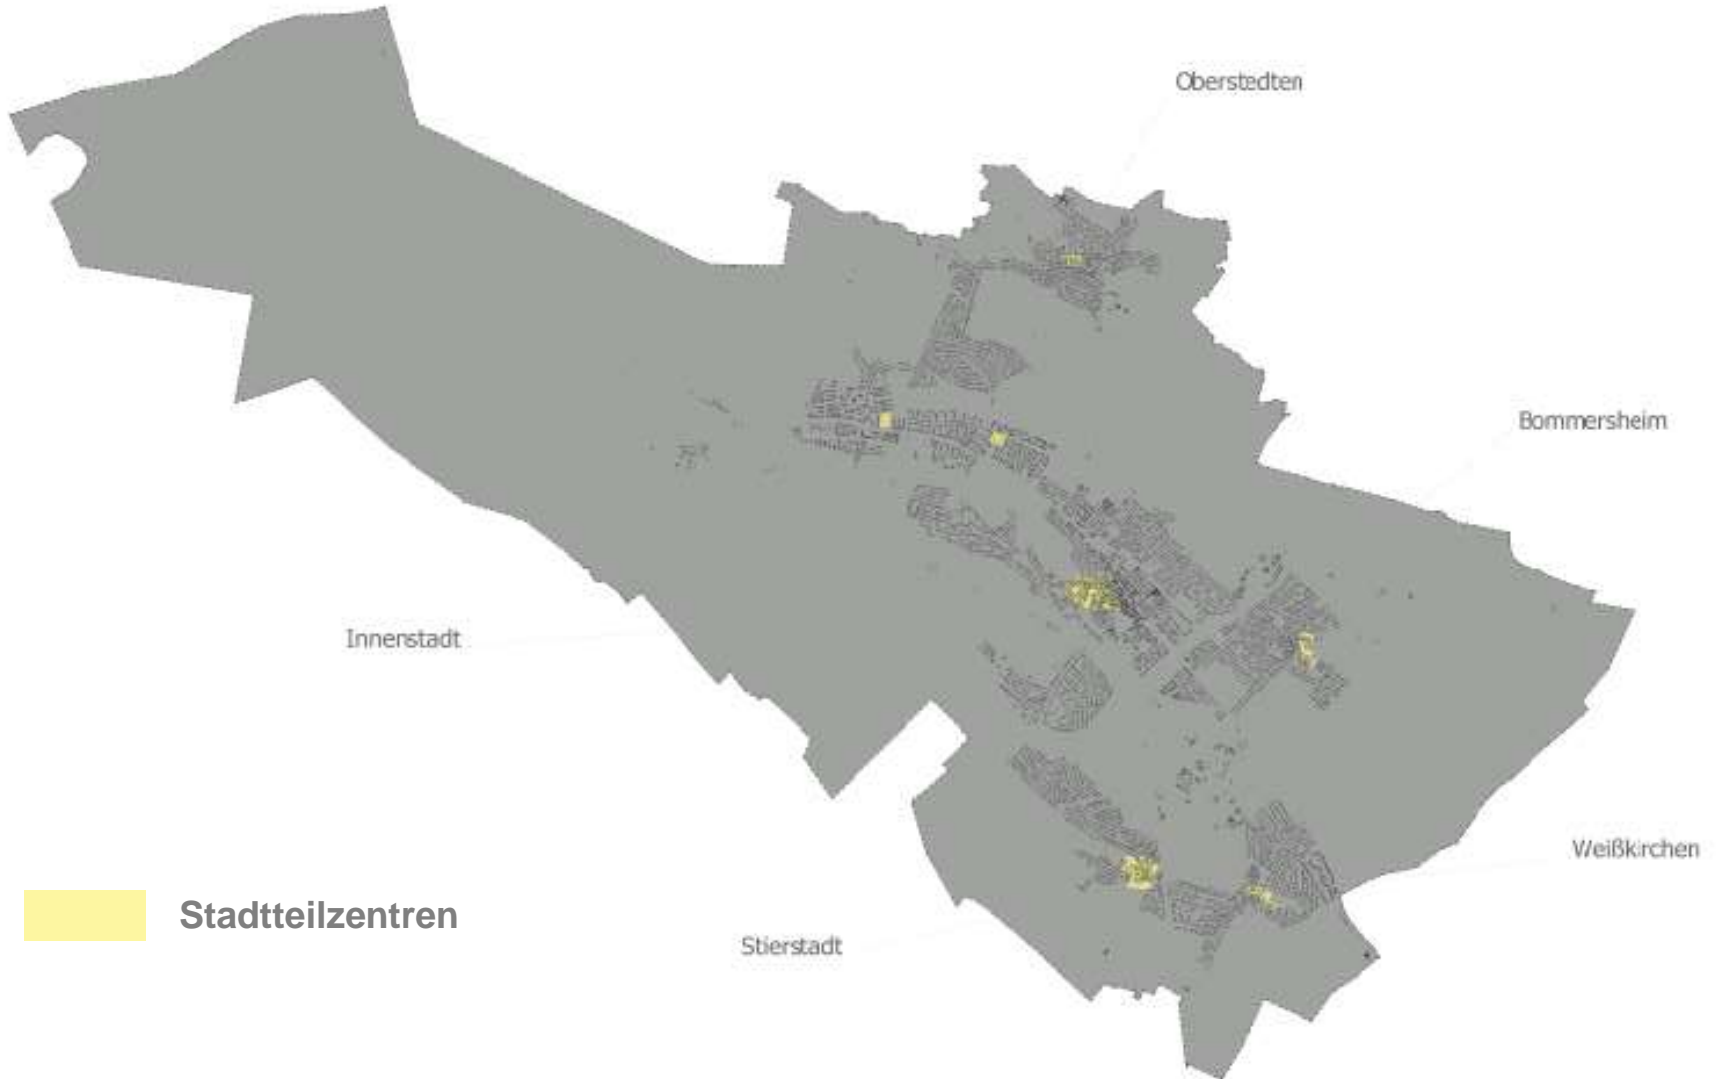 Oberstedten
Bommersheim
Innenstadt
Weißkirchen
Stadtteilzentren
Stierstadt